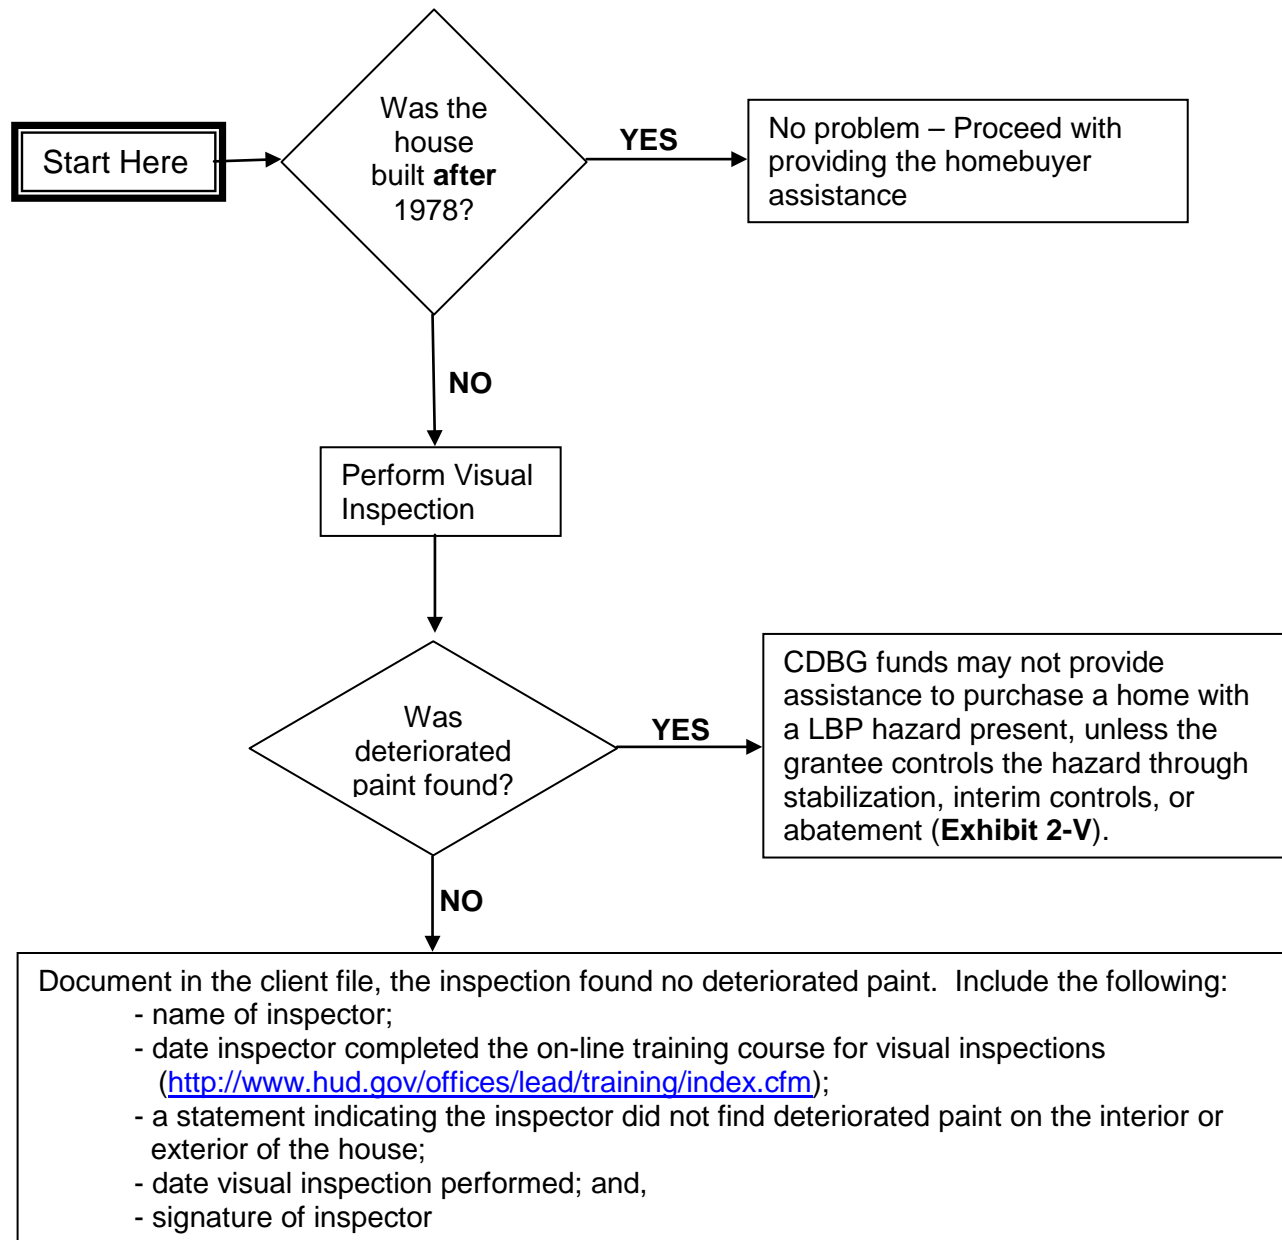 Start Here
Was the
house
built after
1978?
YES
No problem – Proceed with
providing the homebuyer
assistance
NO
Perform Visual
Inspection
Was
deteriorated
paint found?
YES
CDBG funds may not provide
assistance to purchase a home with
a LBP hazard present, unless the
grantee controls the hazard through
stabilization, interim controls, or
abatement (Exhibit 2-V).
NO
Document in the client file, the inspection found no deteriorated paint.  Include the following:
- name of inspector;
- date inspector completed the on-line training course for visual inspections
(http://www.hud.gov/offices/lead/training/index.cfm);
- a statement indicating the inspector did not find deteriorated paint on the interior or
exterior of the house;
- date visual inspection performed; and,
- signature of inspector